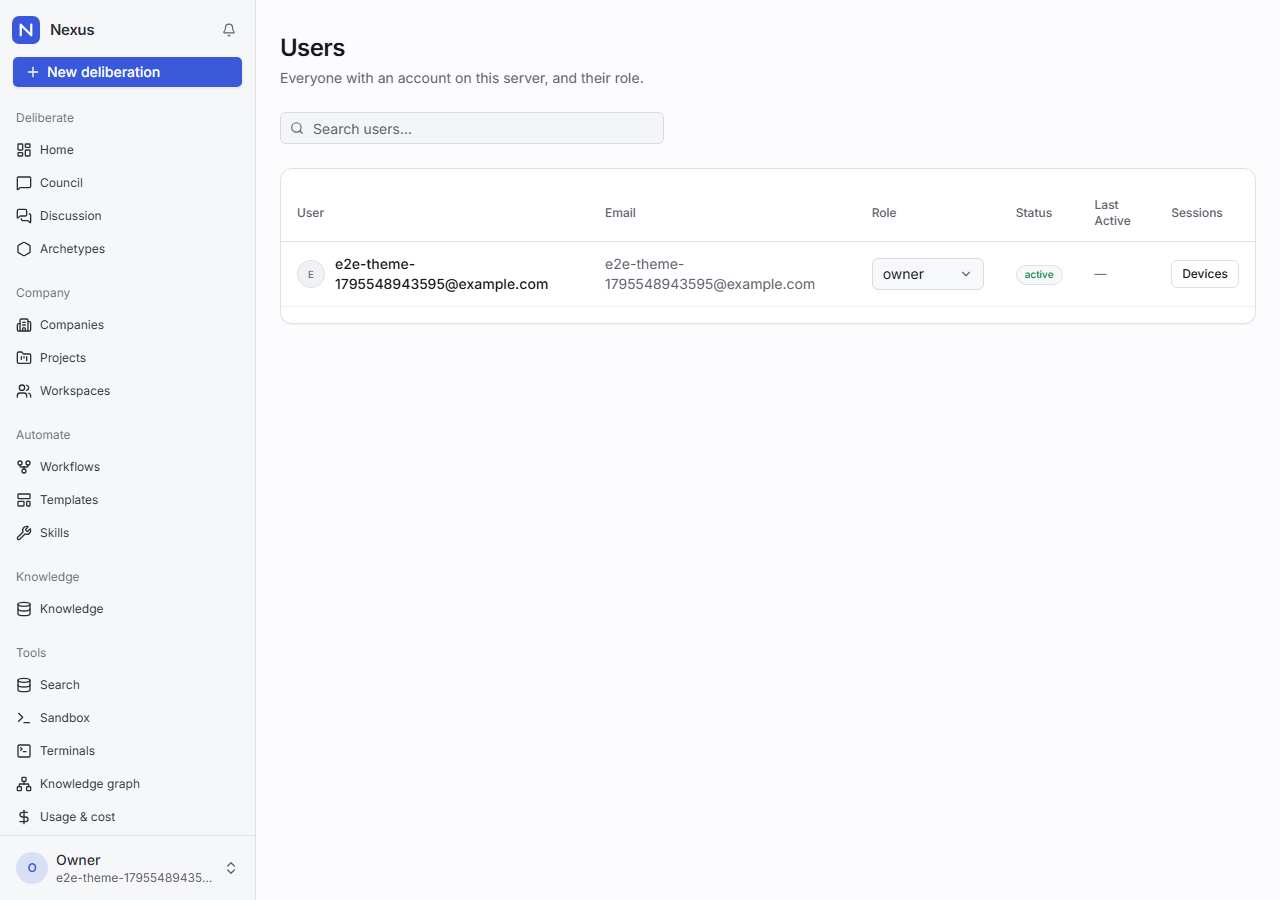 Nexus
New deliberation
Deliberate
Home
Council
Discussion
Archetypes
Company
Companies
Projects
Workspaces
Automate
Workflows
Templates
Skills
Knowledge
Knowledge
Tools
Search
Sandbox
Terminals
Knowledge graph
Usage & cost
O
Owner
e2e-theme-17955489435...
Users
Everyone with an account on this server, and their role.
Search users...
User
Email
Role
Status
Last
Active
Sessions
E
e2e-theme-
1795548943595@example.com
e2e-theme-
1795548943595@example.com
owner
active
—
Devices